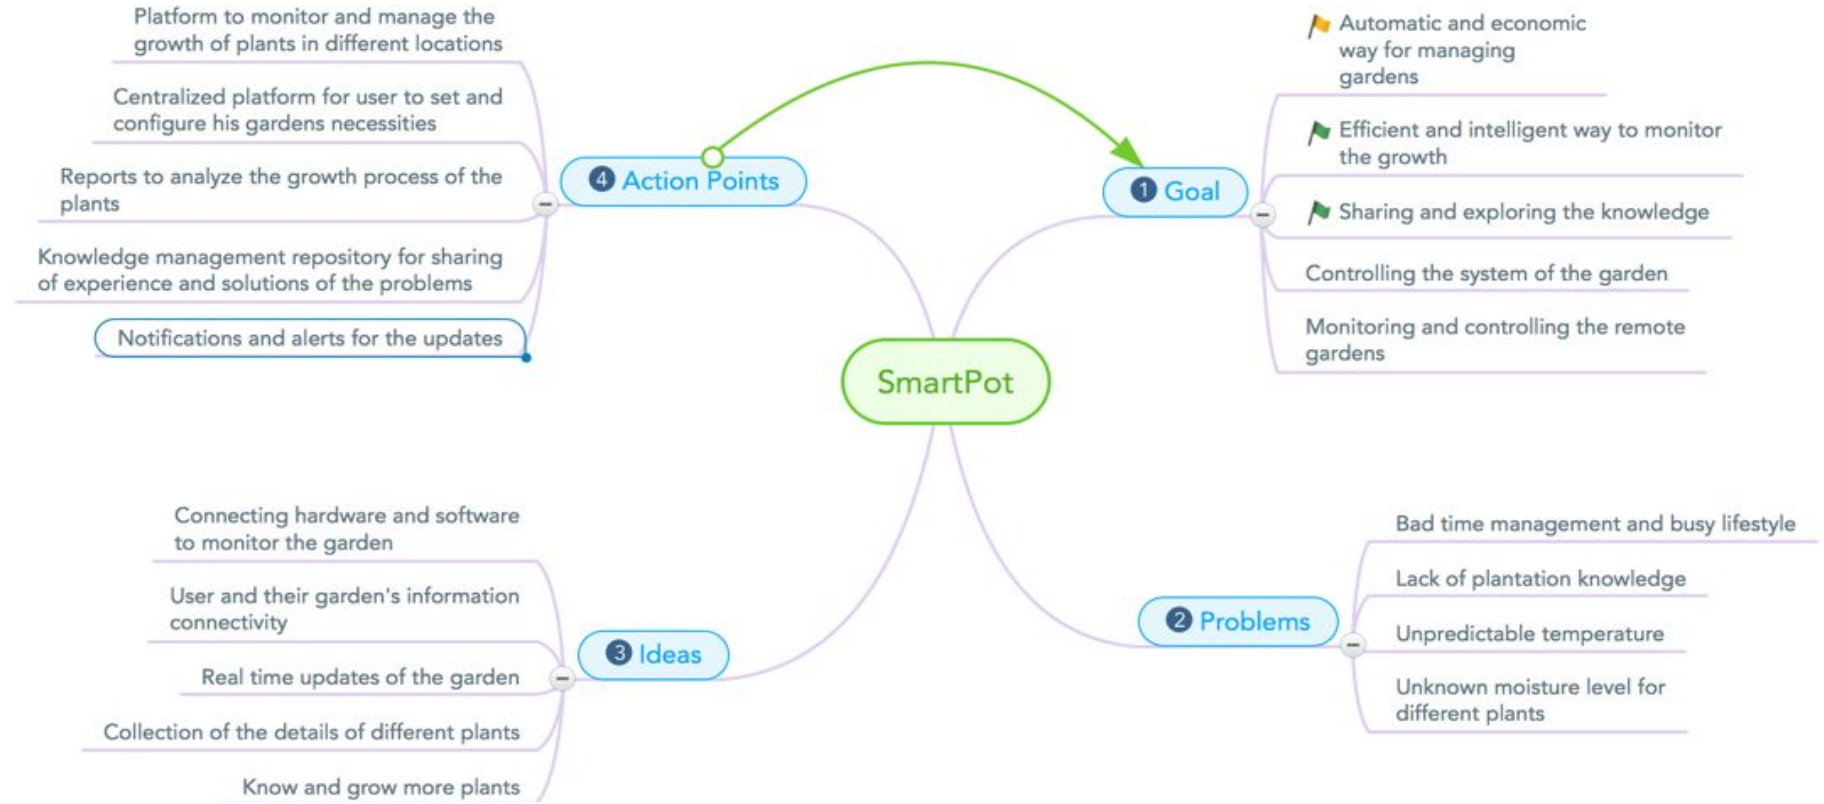 Platform to monitor and manage the
growth of plants in different locations
Centralized platform for user to set and
configure his gardens necessities
Reports to analyze the growth process of the
plants
Knowledge management repository for sharing
of experience and solutions of the problems
Notifications and alerts for the updates
4 Action Points
1 Goal
Automatic and economic
way for managing
gardens
Efficient and intelligent way to monitor
the growth
Sharing and exploring the knowledge
Controlling the system of the garden
Monitoring and controlling the remote
gardens
SmartPot
Connecting hardware and software
to monitor the garden
User and their garden's information
connectivity
Real time updates of the garden
Collection of the details of different plants
Know and grow more plants
3 Ideas
2 Problems
Bad time management and busy lifestyle
Lack of plantation knowledge
Unpredictable temperature
Unknown moisture level for
different plants